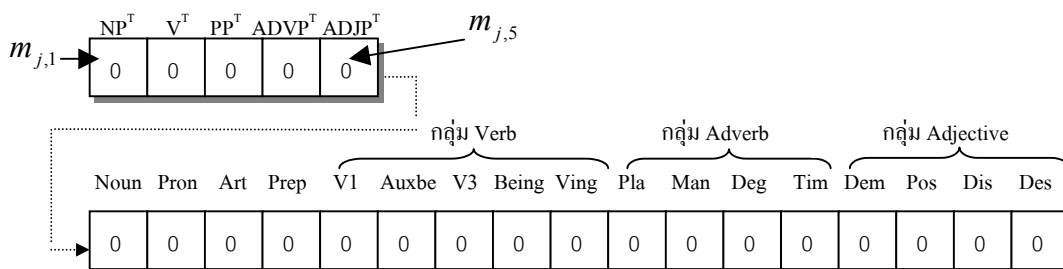 NP^T V^T PP^T ADVP^T ADJP^T
m_{j,1} m_{j,5}
0 0 0 0 0
กลุ่ม Verb กลุ่ม Adverb กลุ่ม Adjective
Noun Pron Art Prep V1 Auxbe V3 Being Ving Pla Man Deg Tim Dem Pos Dis Des
0 0 0 0 0 0 0 0 0 0 0 0 0 0 0 0 0